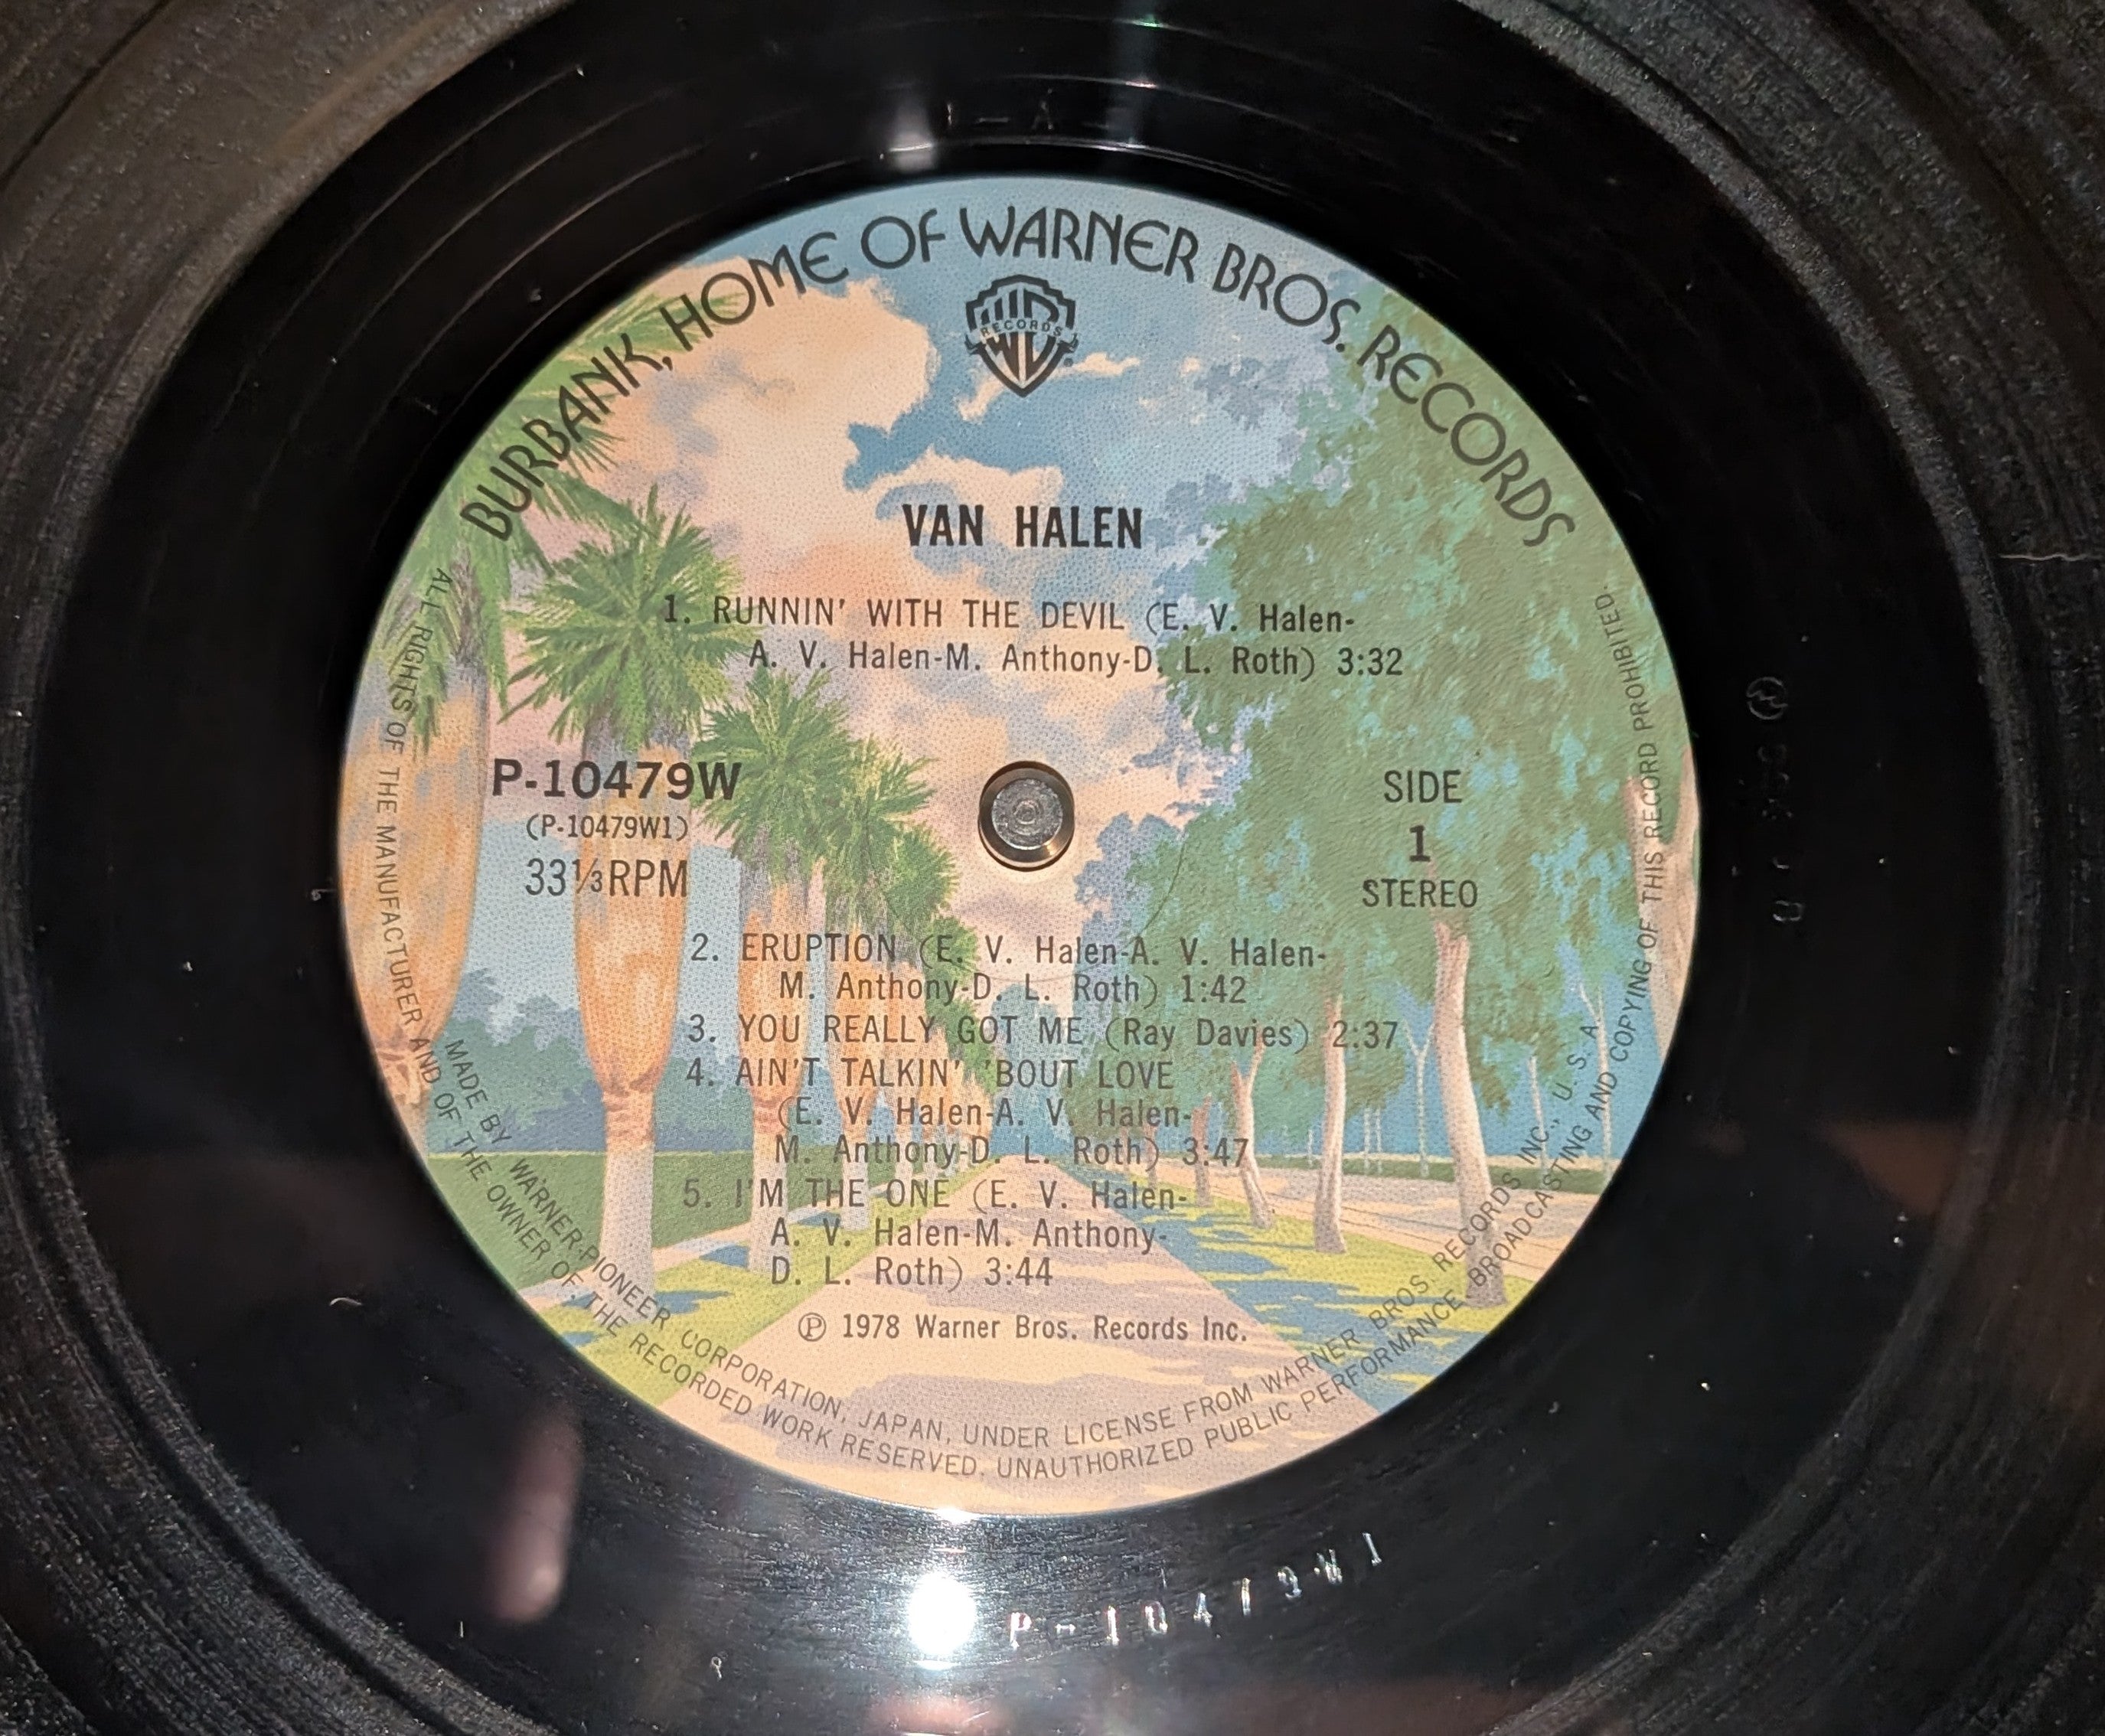 BURBANK, HOME OF WARNER BROS. RECORDS
RECORDS
VAN HALEN
1. RUNNIN' WITH THE DEVIL (E. V. Halen-
A. V. Halen-M. Anthony-D. L. Roth) 3:32
P-10479W
(P-10479W1)
33⅓RPM
SIDE
1
STEREO
2. ERUPTION (E. V. Halen-A. V. Halen-
M. Anthony-D. L. Roth) 1:42
3. YOU REALLY GOT ME (Ray Davies) 2:37
4. AIN'T TALKIN' 'BOUT LOVE
(E. V. Halen-A. V. Halen-
M. Anthony-D. L. Roth) 3:47
5. I'M THE ONE (E. V. Halen-
A. V. Halen-M. Anthony-
D. L. Roth) 3:44
℗ 1978 Warner Bros. Records Inc.
MADE BY WARNER-PIONEER CORPORATION, JAPAN, UNDER LICENSE FROM WARNER BROS. RECORDS INC., U. S. A.
ALL RIGHTS OF THE MANUFACTURER AND OF THE OWNER OF THE RECORDED WORK RESERVED. UNAUTHORIZED PUBLIC PERFORMANCE BROADCASTING AND COPYING OF THIS RECORD PROHIBITED.
P-10479W1